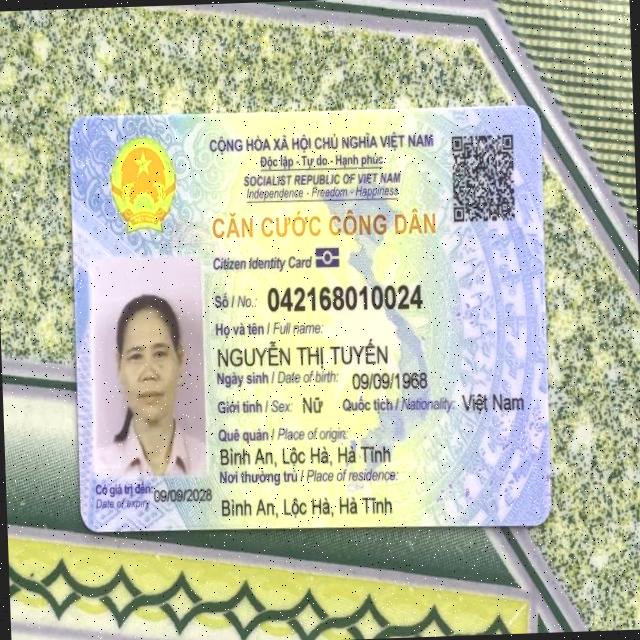 CỘNG HÒA XÃ HỘI CHỦ NGHĨA VIỆT NAM
Độc lập - Tự do - Hạnh phúc
SOCIALIST REPUBLIC OF VIET NAM
Independence - Freedom - Happiness
CĂN CƯỚC CÔNG DÂN
Citizen Identity Card
Số / No.: 042168010024
Họ và tên / Full name:
NGUYỄN THỊ TUYẾN
Ngày sinh / Date of birth: 09/09/1968
Giới tính / Sex: Nữ Quốc tịch / Nationality: Việt Nam
Quê quán / Place of origin:
Bình An, Lộc Hà, Hà Tĩnh
Nơi thường trú / Place of residence:
Bình An, Lộc Hà, Hà Tĩnh
Có giá trị đến: 09/09/2028
Date of expiry